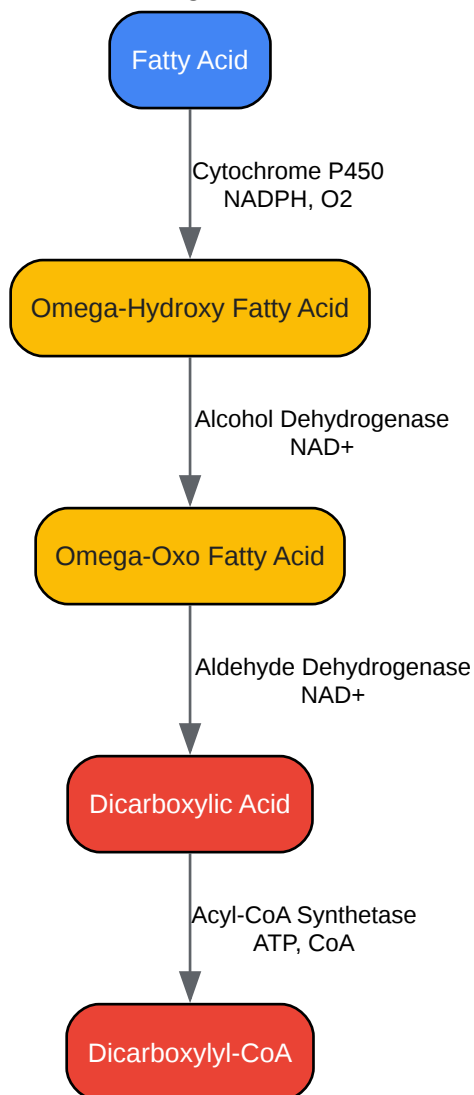 Fatty Acid
Cytochrome P450
NADPH, O2
Omega-Hydroxy Fatty Acid
Alcohol Dehydrogenase
NAD+
Omega-Oxo Fatty Acid
Aldehyde Dehydrogenase
NAD+
Dicarboxylic Acid
Acyl-CoA Synthetase
ATP, CoA
Dicarboxylyl-CoA